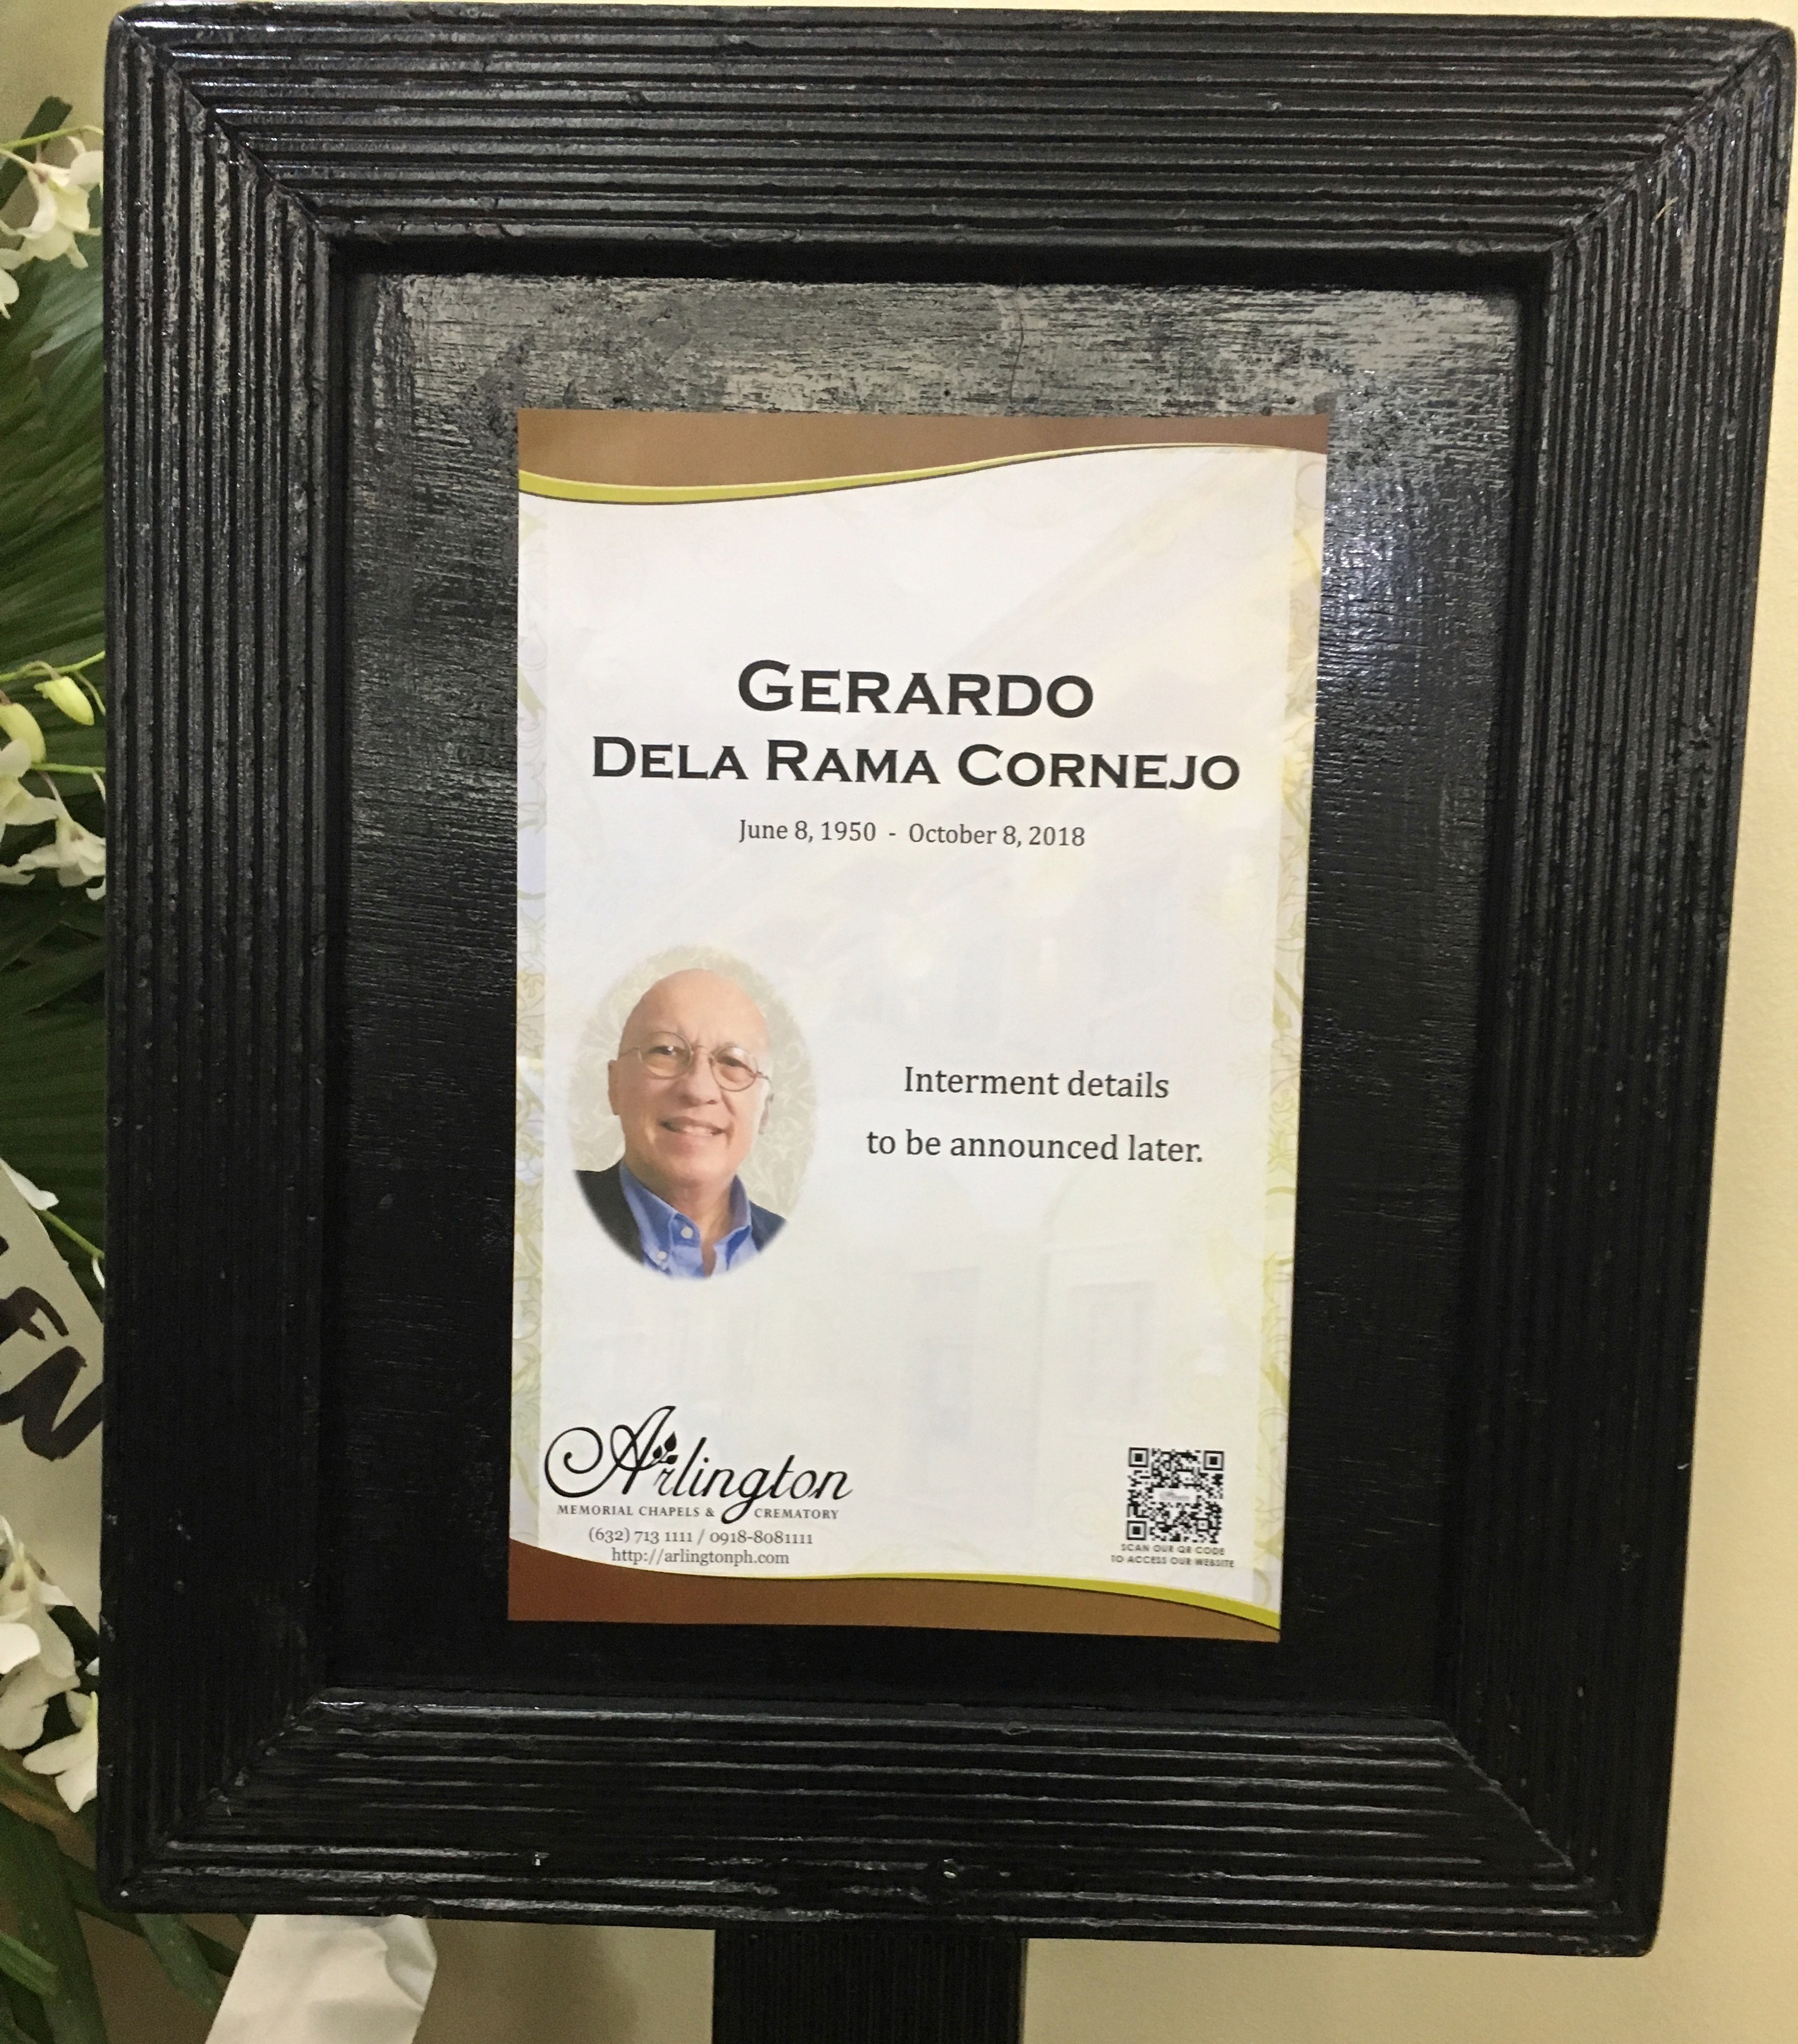 GERARDO
DELA RAMA CORNEJO
June 8, 1950 - October 8, 2018
Interment details
to be announced later.
Arlington
MEMORIAL CHAPELS & CREMATORY
(632) 713 1111 / 0918-8081111
http://arlingtonph.com
SCAN OUR QR CODE
TO ACCESS OUR WEBSITE